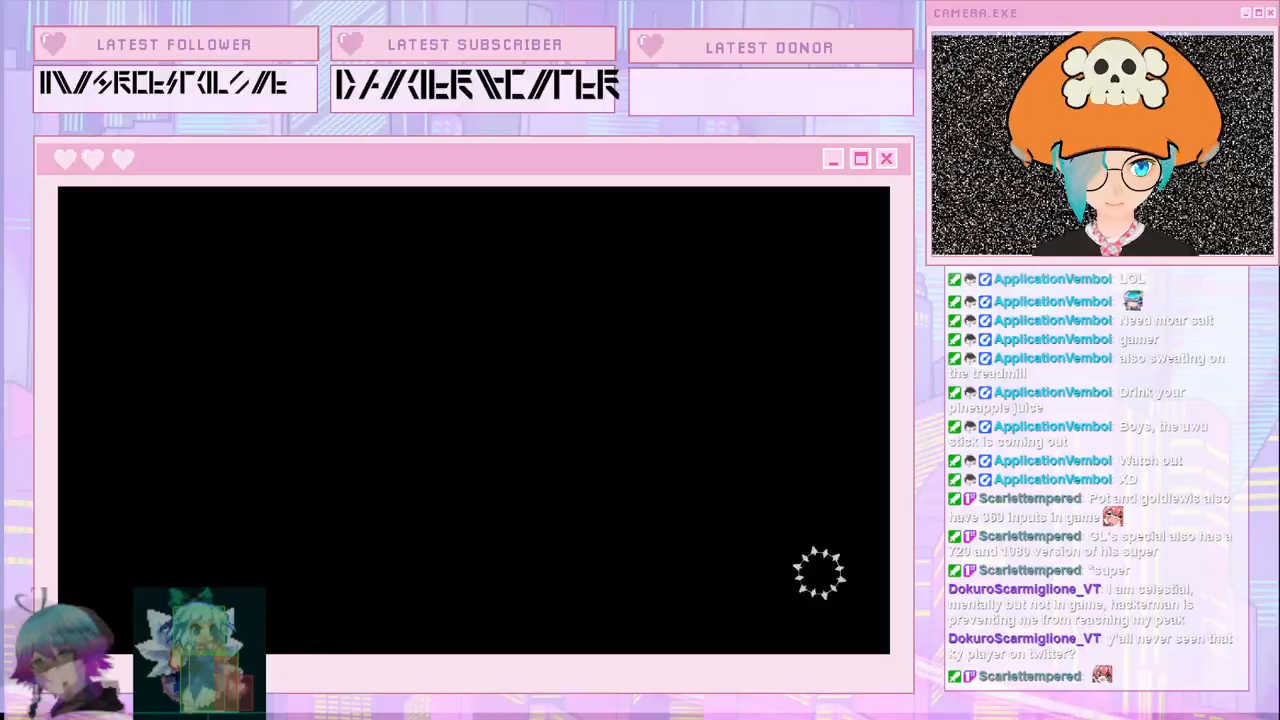 CAMERA.EXE
LATEST FOLLOWER
LATEST SUBSCRIBER
LATEST DONOR
ApplicationVembol: LOL
ApplicationVembol:
ApplicationVembol: Need moar salt
ApplicationVembol: gamer
ApplicationVembol: also sweating on
the treadmill
ApplicationVembol: Drink your
pineapple juice
ApplicationVembol: Boys, the uwu
stick is coming out
ApplicationVembol: Watch out
ApplicationVembol: XD
Scarlettempered: Pot and goldlewis also
have 360 inputs in game
Scarlettempered: GL's special also has a
720 and 1080 version of his super
Scarlettempered: *super
DokuroScarmiglione_VT: I am celestial,
mentally but not in game, hackerman is
preventing me from reaching my peak
DokuroScarmiglione_VT: y'all never seen that
ky player on twitter?
Scarlettempered: